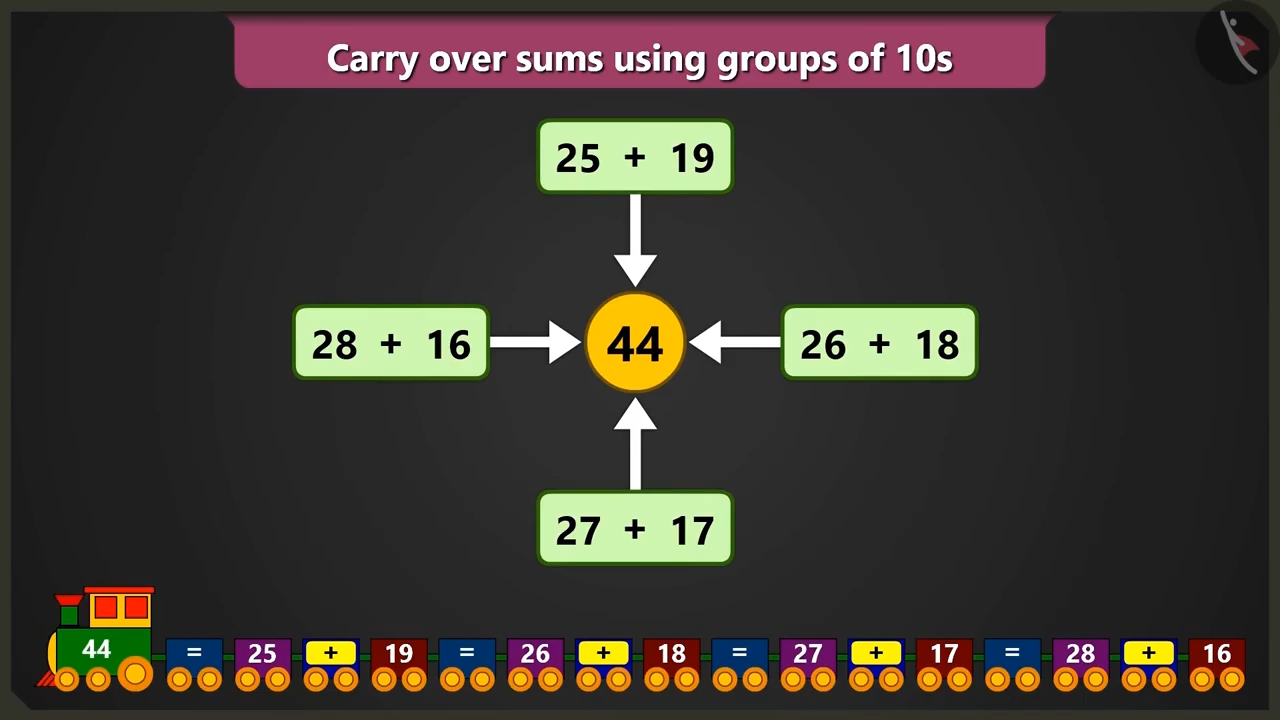 Carry over sums using groups of 10s
25 + 19
28 + 16
44
26 + 18
27 + 17
44 = 25 + 19 = 26 + 18 = 27 + 17 = 28 + 16